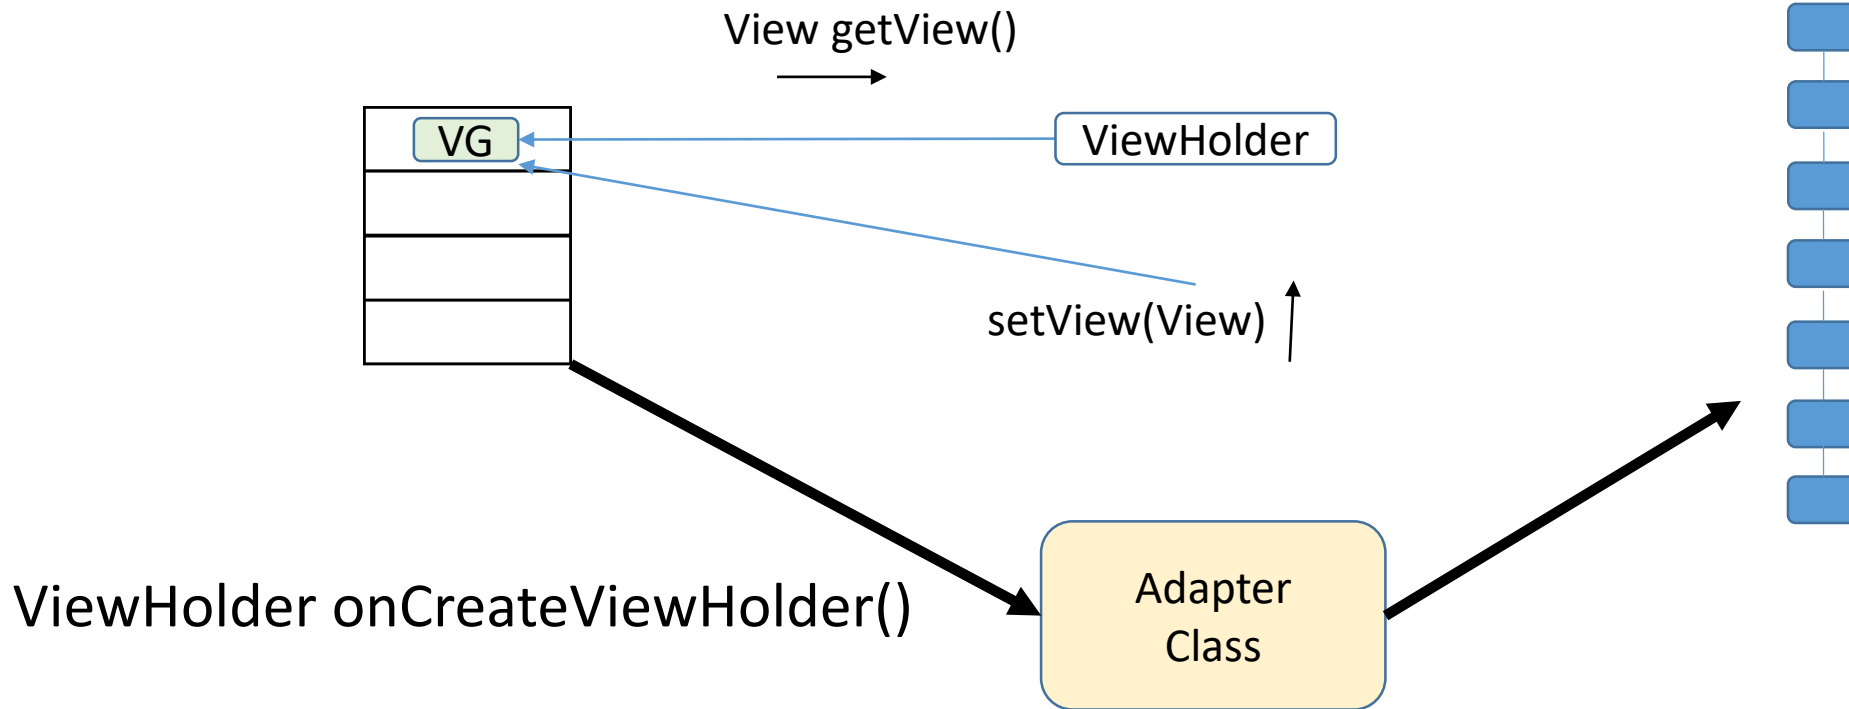 View getView()
VG
ViewHolder
setView(View)
ViewHolder onCreateViewHolder()
Adapter
Class